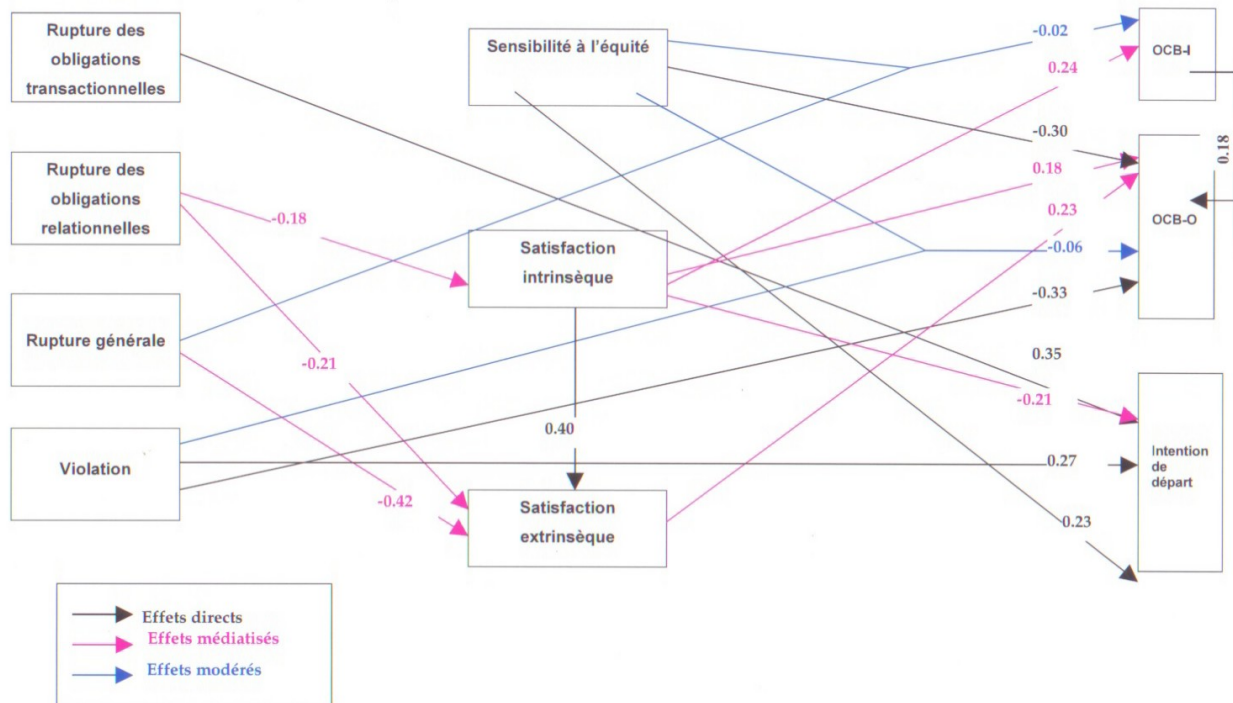 Rupture des
obligations
transactionnelles
Sensibilité à l'équité
-0.02
OCB-I
0.24
-0.30
0.18
Rupture des
obligations
relationnelles
-0.18
0.18
0.23
OCB-O
Satisfaction
intrinsèque
-0.06
-0.33
Rupture générale
-0.21
0.35
-0.21
0.40
Intention
de
départ
Violation
0.27
-0.42
Satisfaction
extrinsèque
0.23
Effets directs
Effets médiatisés
Effets modérés